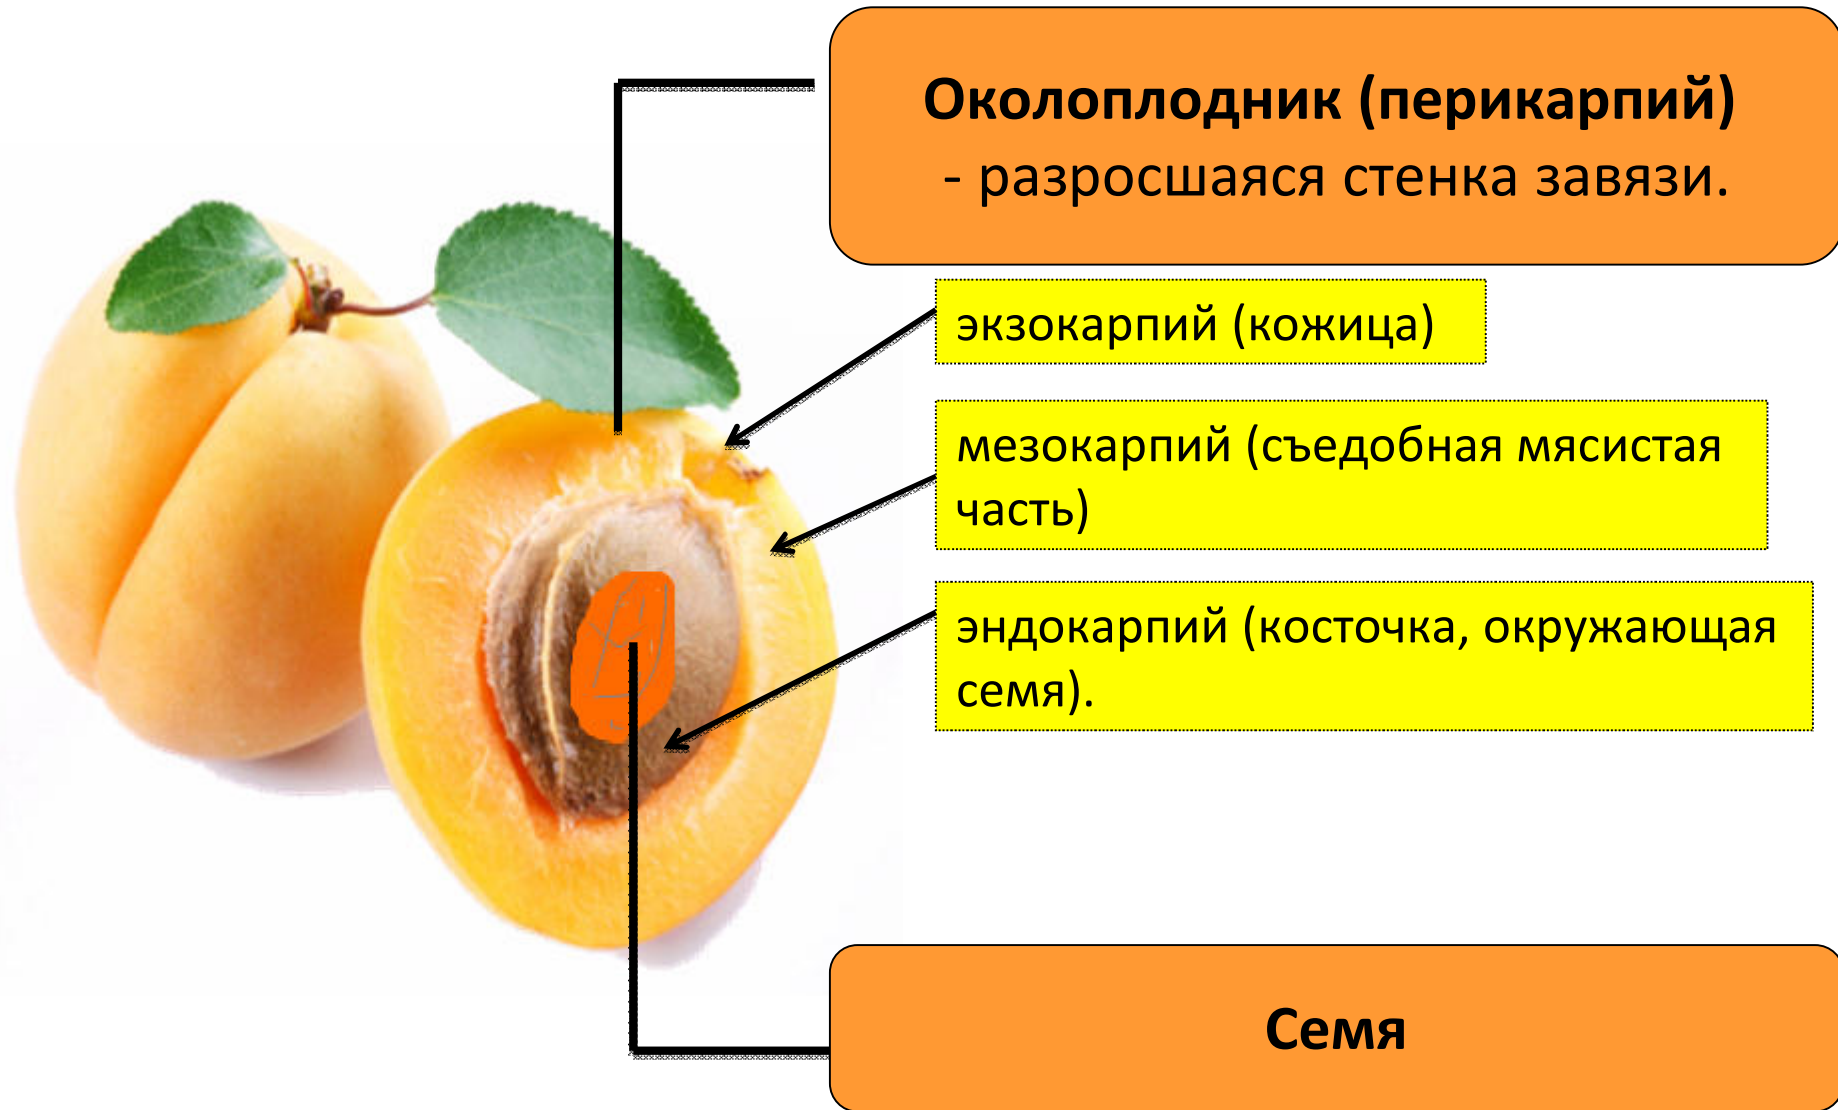 Околоплодник (перикарпий)
- разросшаяся стенка завязи.
экзокарпий (кожица)
мезокарпий (съедобная мясистая
часть)
эндокарпий (косточка, окружающая
семя).
Семя